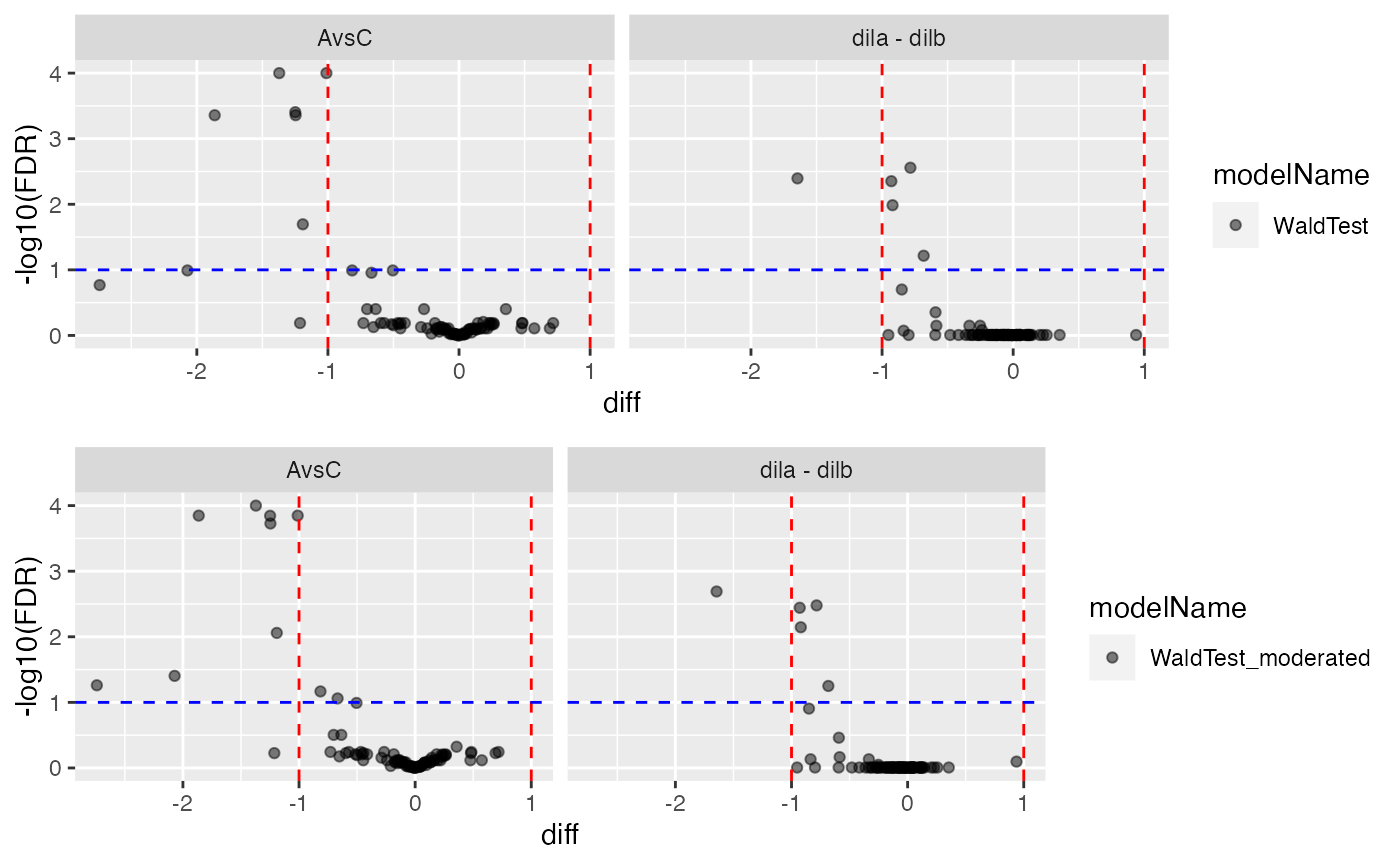 AvsC
dila - dilb
4
3
2
1
0
-log10(FDR)
-2
-1
0
1
-2
-1
0
1
diff
modelName
WaldTest
AvsC
dila - dilb
4
3
2
1
0
-log10(FDR)
-2
-1
0
1
-2
-1
0
1
diff
modelName
WaldTest_moderated